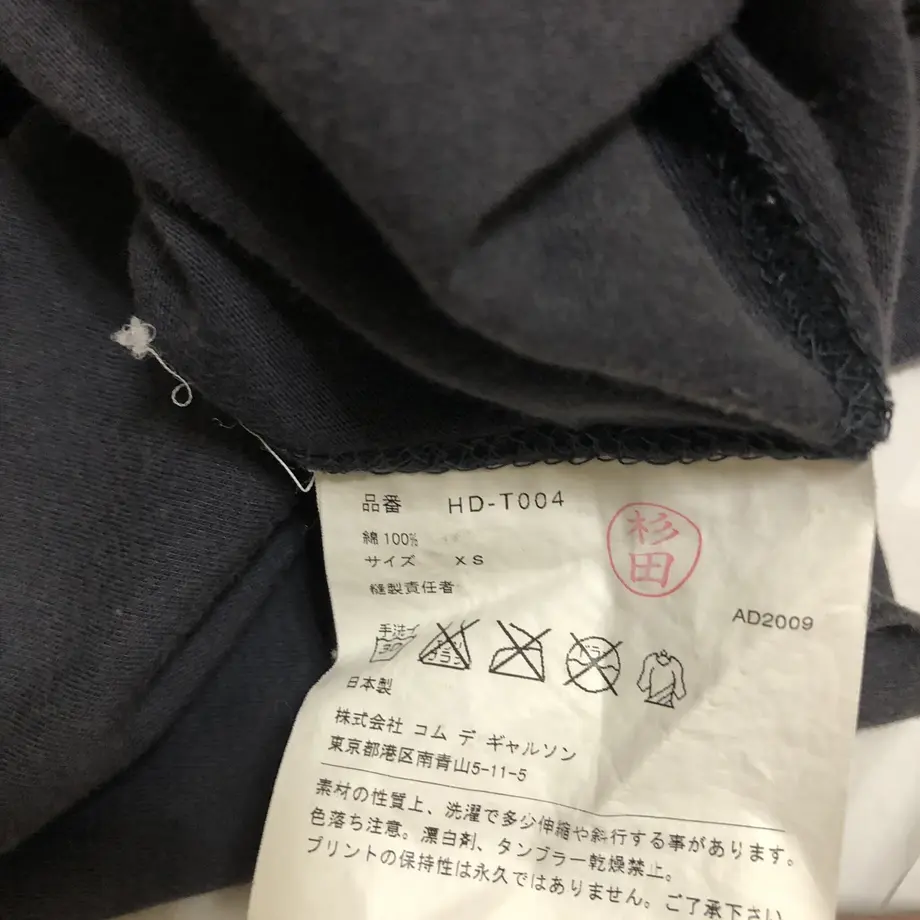 品番 HD-T004
綿 100%
サイズ XS
縫製責任者
杉田
AD2009
手洗イ
30
日本製
株式会社 コム デ ギャルソン
東京都港区南青山5-11-5
素材の性質上、洗濯で多少伸縮や斜行する事があります。
色落ち注意。漂白剤、タンブラー乾燥禁止。
プリントの保持性は永久ではありません。ご了承下さい